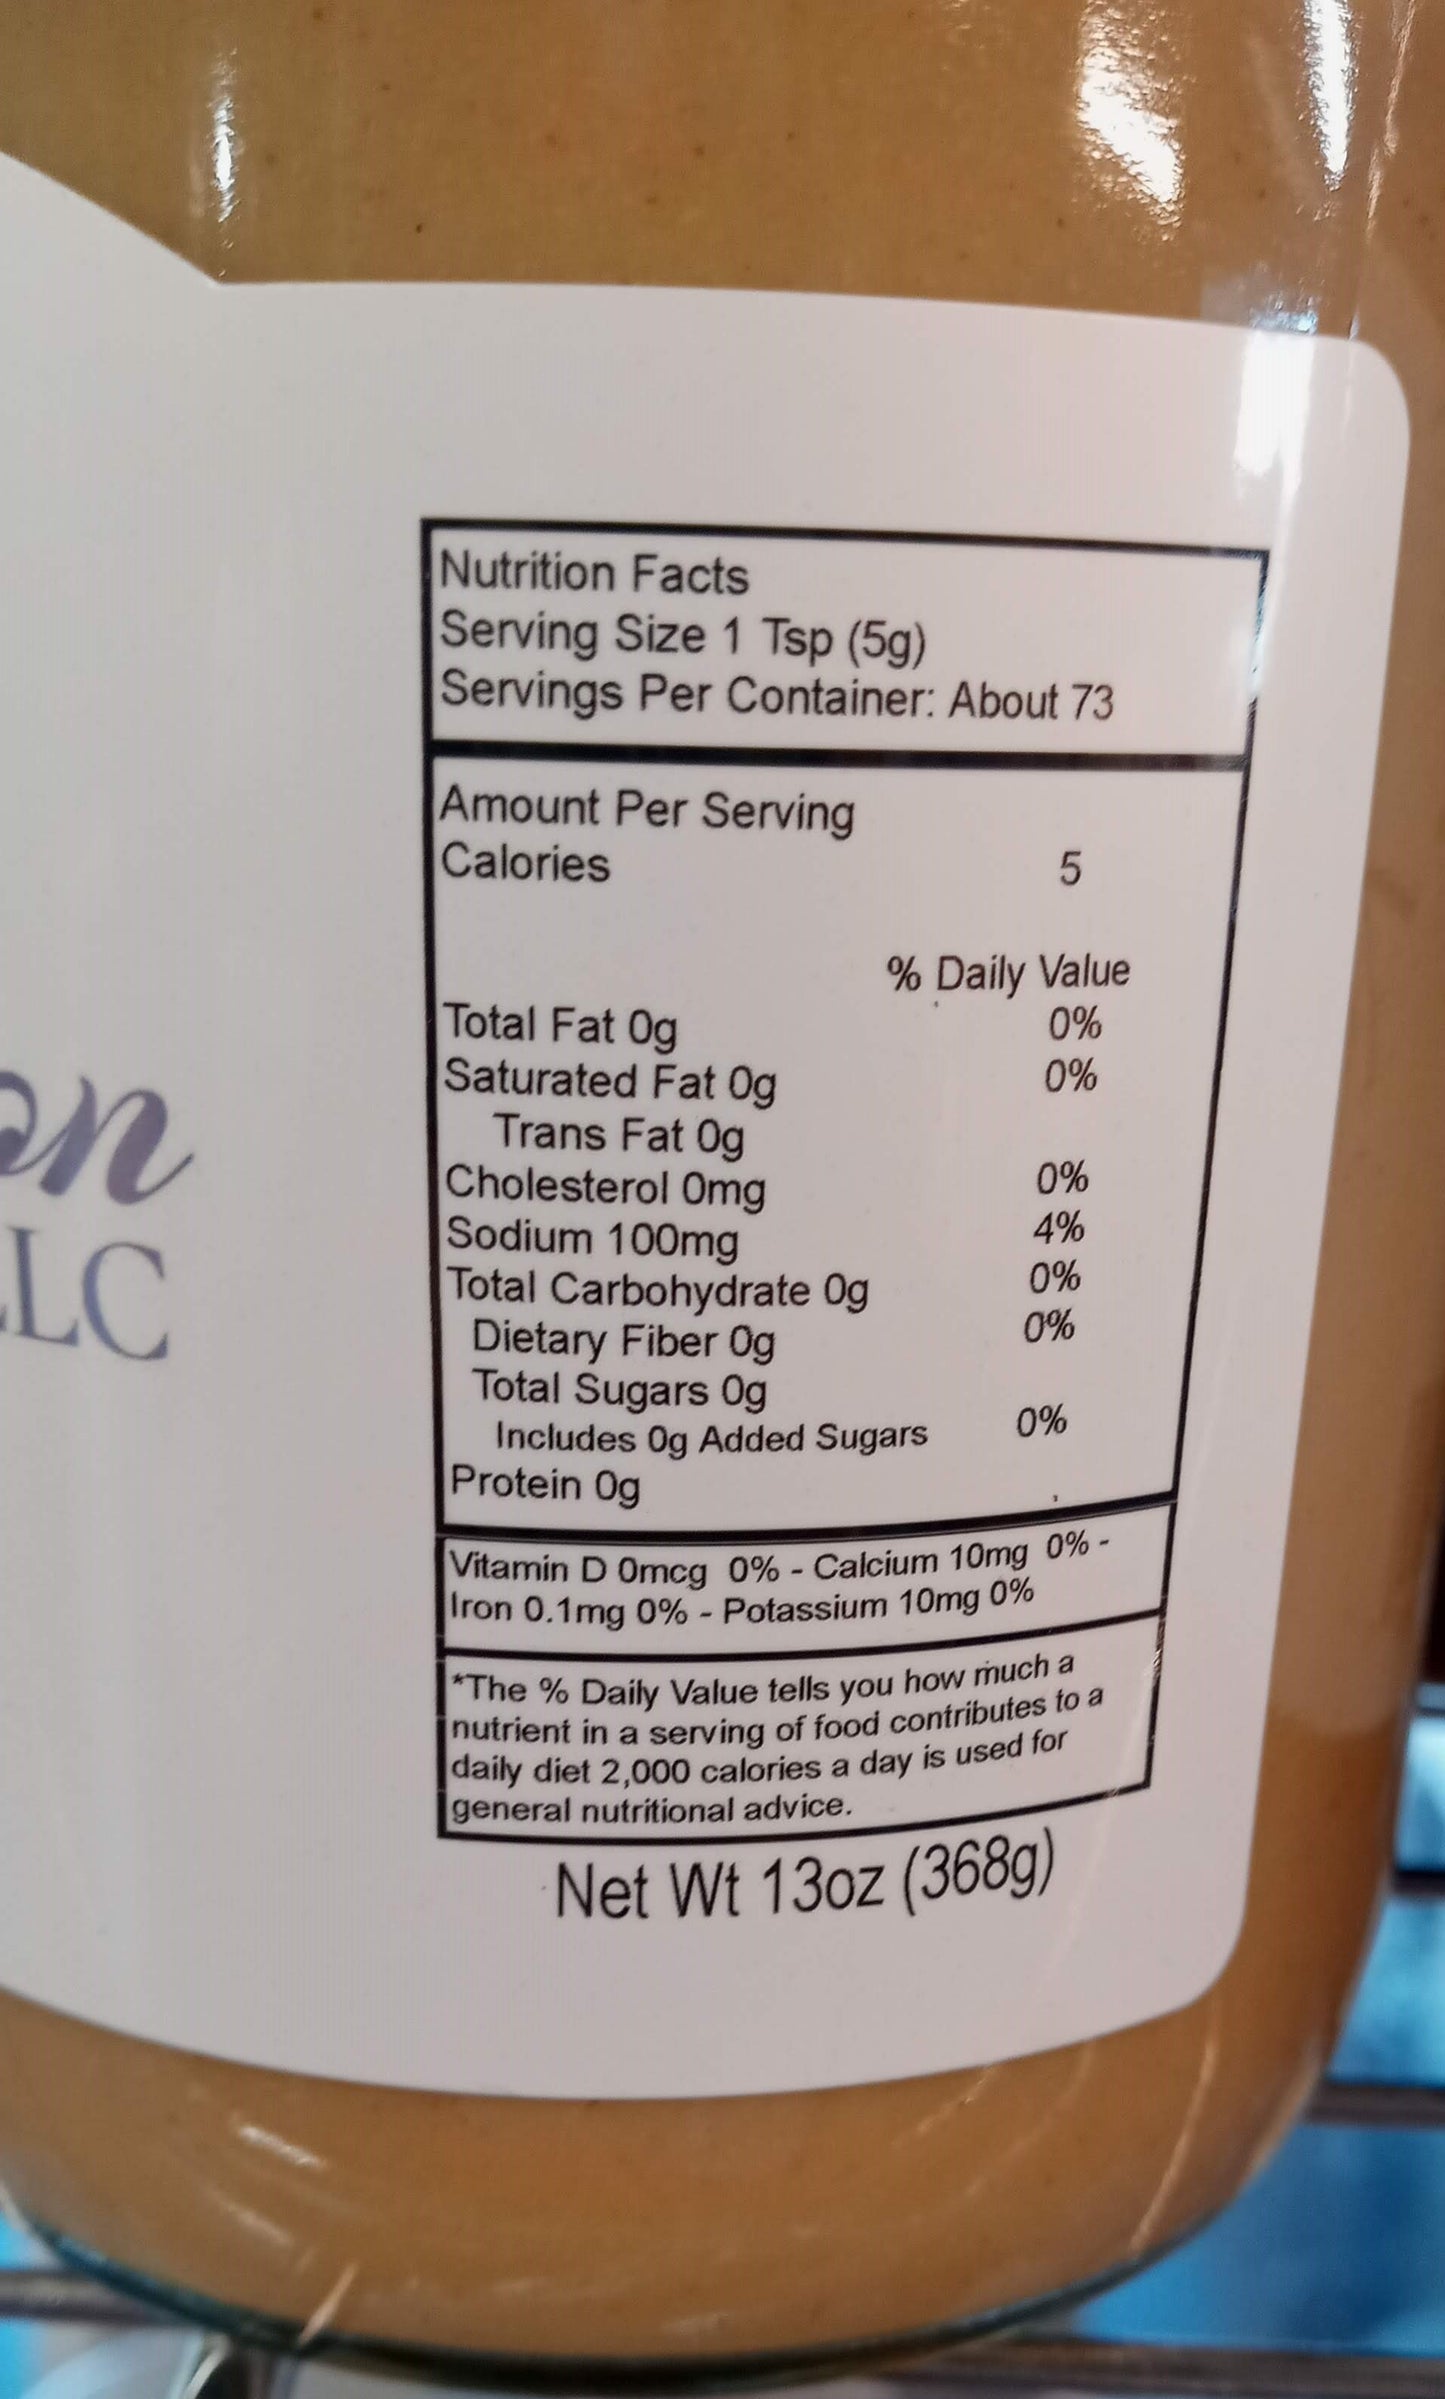 on
LLC
Nutrition Facts
Serving Size 1 Tsp (5g)
Servings Per Container: About 73
Amount Per Serving
Calories 5
% Daily Value
Total Fat 0g 0%
Saturated Fat 0g 0%
Trans Fat 0g
Cholesterol 0mg 0%
Sodium 100mg 4%
Total Carbohydrate 0g 0%
Dietary Fiber 0g 0%
Total Sugars 0g
Includes 0g Added Sugars 0%
Protein 0g
Vitamin D 0mcg 0% - Calcium 10mg 0% -
Iron 0.1mg 0% - Potassium 10mg 0%
*The % Daily Value tells you how much a
nutrient in a serving of food contributes to a
daily diet 2,000 calories a day is used for
general nutritional advice.
Net Wt 13oz (368g)